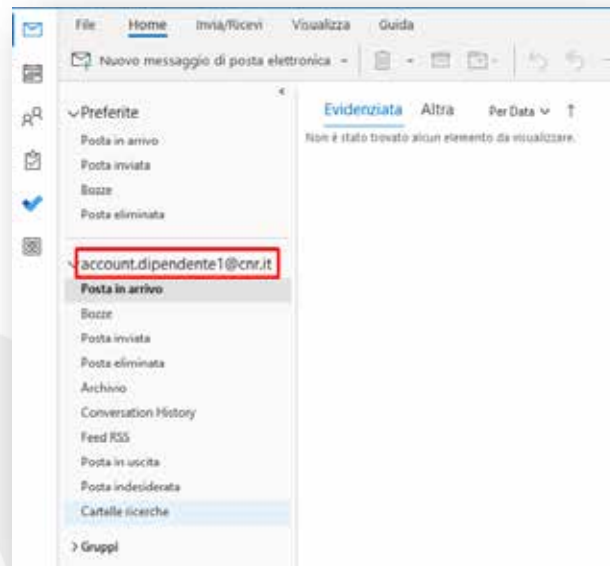 File Home Invia/Ricevi Visualizza Guida
Nuovo messaggio di posta elettronica
Preferite
Posta in arrivo
Posta inviata
Bozze
Posta eliminata
account.dipendente1@cnr.it
Posta in arrivo
Bozze
Posta inviata
Posta eliminata
Archivio
Conversation History
Feed RSS
Posta in uscita
Posta indesiderata
Cartelle ricerche
Gruppi
Evidenziata Altra Per Data
Non è stato trovato alcun elemento da visualizzare.